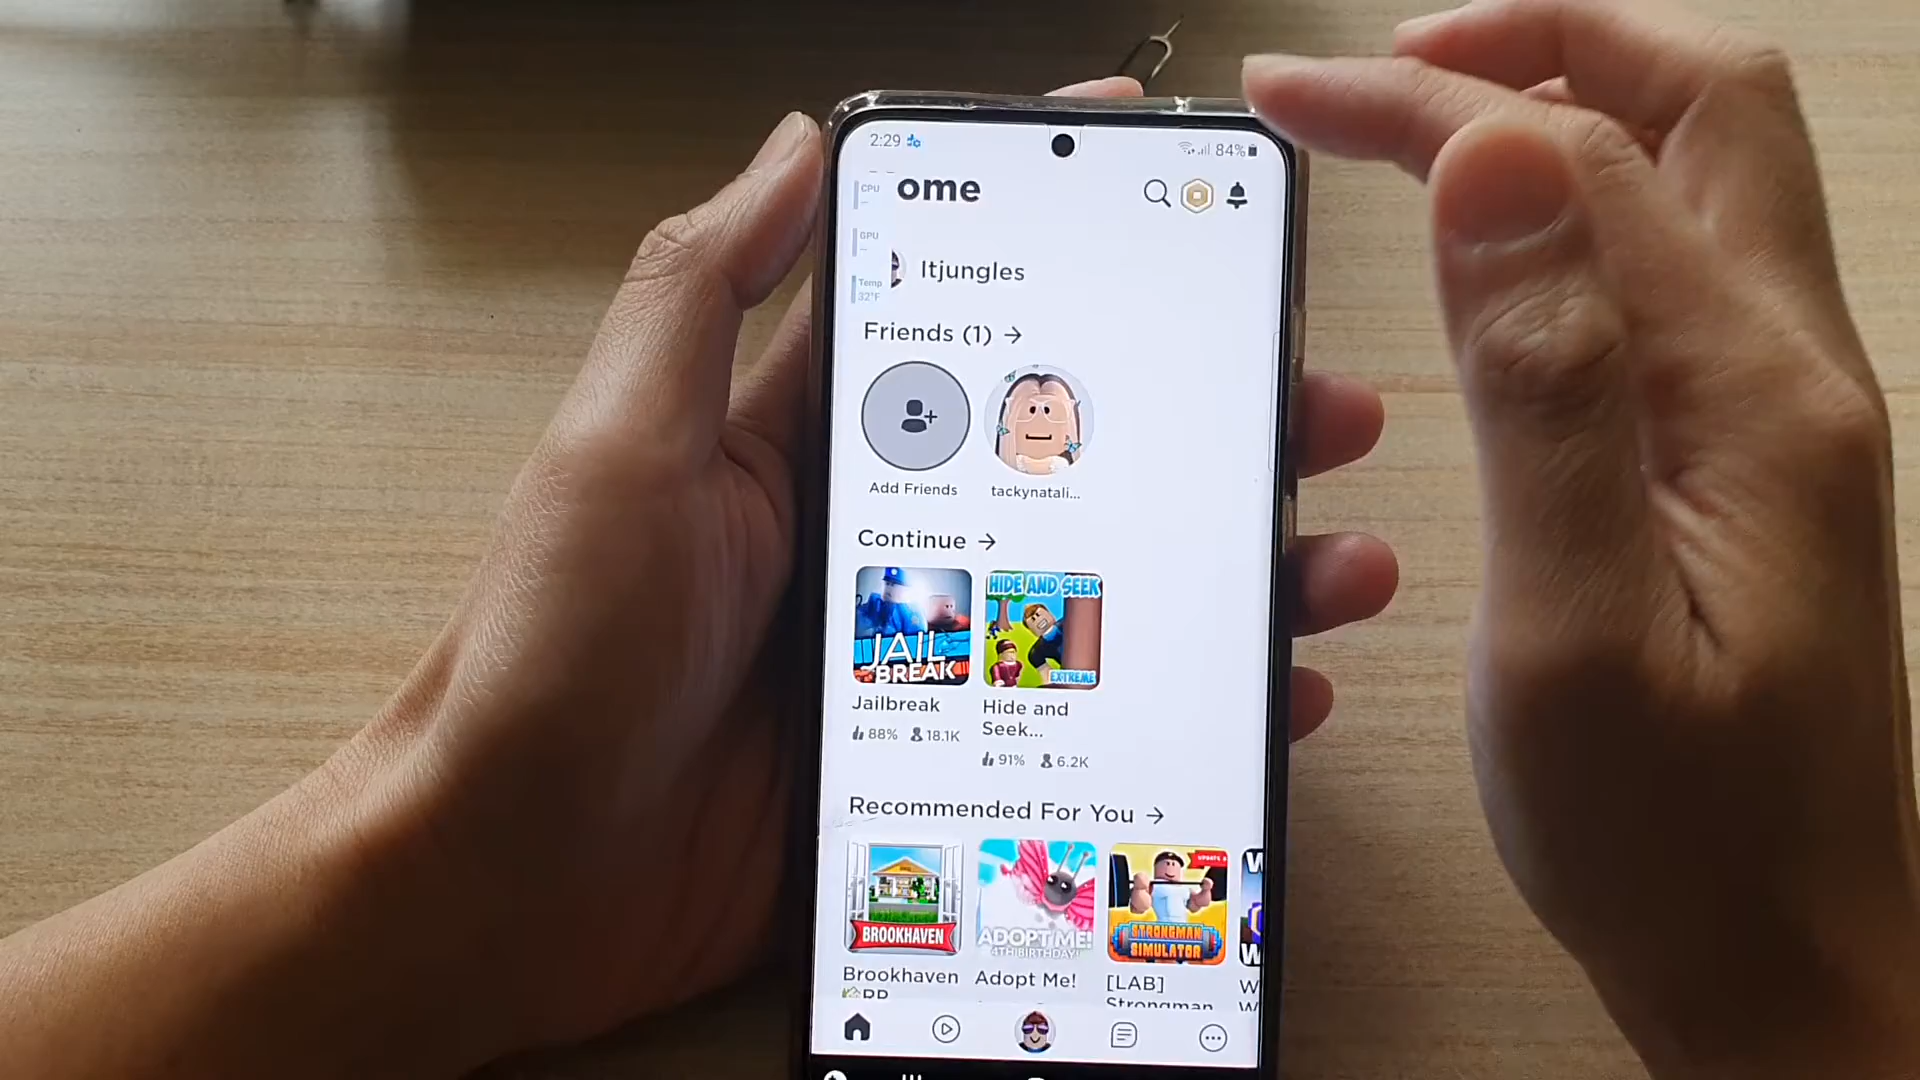 2:29
84%
CPU
ome
GPU
Itjungles
Temp
32°F
Friends (1) →
Add Friends
tackynatali...
Continue →
HIDE AND SEEK
EXTREME
JAIL
BREAK
Jailbreak
Hide and
Seek...
88% 18.1K
91% 6.2K
Recommended For You →
BROOKHAVEN
ADOPT ME!
4TH BIRTHDAY!
STRONGMAN
SIMULATOR
Brookhaven
RP
Adopt Me!
[LAB]
Strongman
W
W